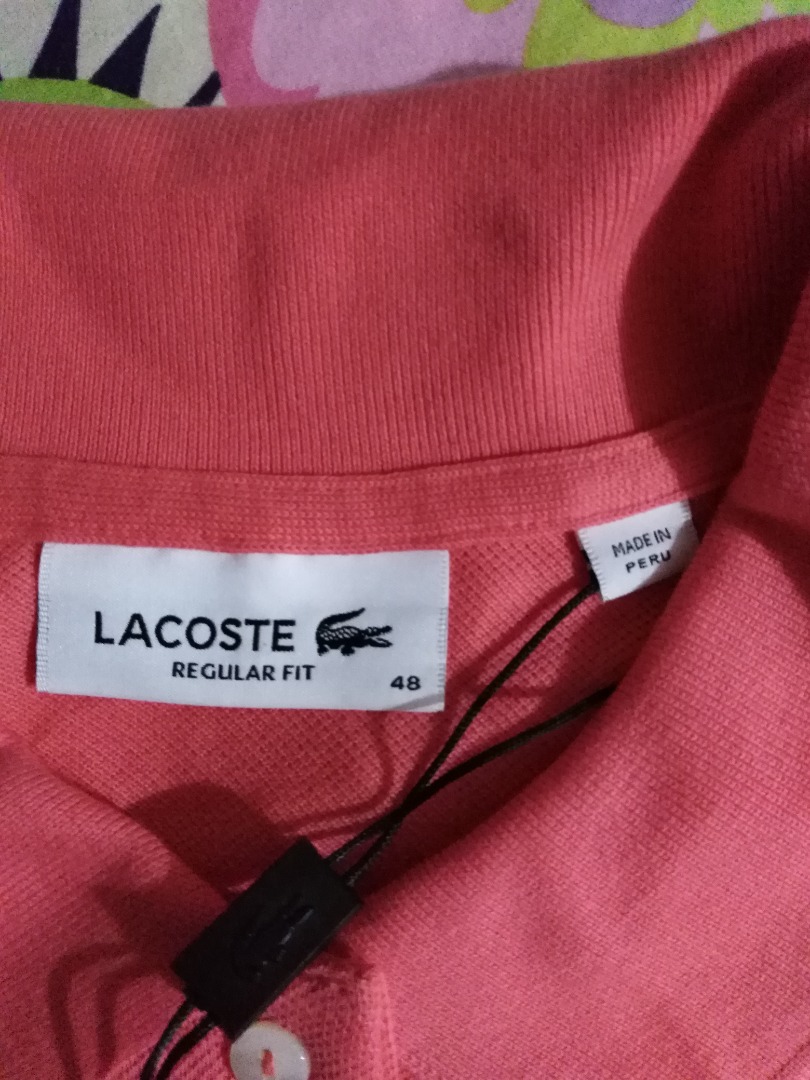 LACOSTE
REGULAR FIT
48
MADE IN
PERU